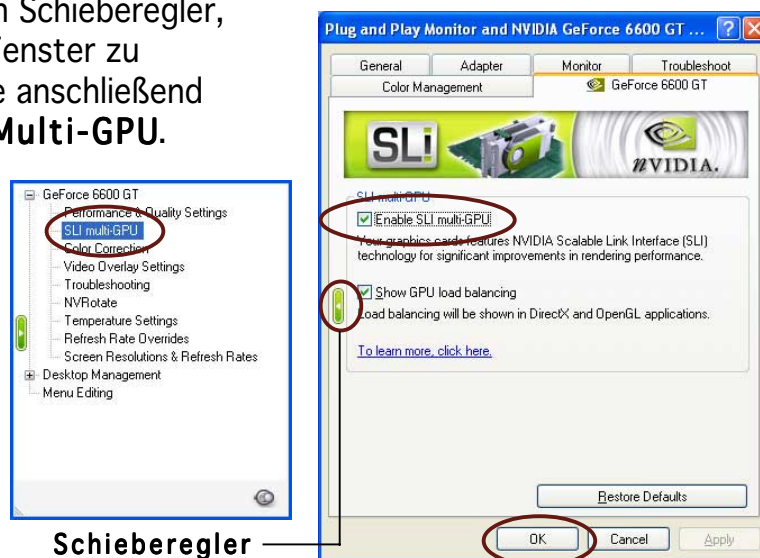 n Schieberegler,
Fenster zu
e anschließend
Multi-GPU.
GeForce 6600 GT
Performance & Quality Settings
SLI multi-GPU
Color Correction
Video Overlay Settings
Troubleshooting
NVRotate
Temperature Settings
Refresh Rate Overrides
Screen Resolutions & Refresh Rates
Desktop Management
Menu Editing
Schieberegler
Plug and Play Monitor and NVIDIA GeForce 6600 GT ...
General Adapter Monitor Troubleshoot
Color Management GeForce 6600 GT
SLI NVIDIA.
SLI multi-GPU
Enable SLI multi-GPU
Your graphics cards features NVIDIA Scalable Link Interface (SLI)
technology for significant improvements in rendering performance.
Show GPU load balancing
Load balancing will be shown in DirectX and OpenGL applications.
To learn more, click here.
Restore Defaults
OK Cancel Apply